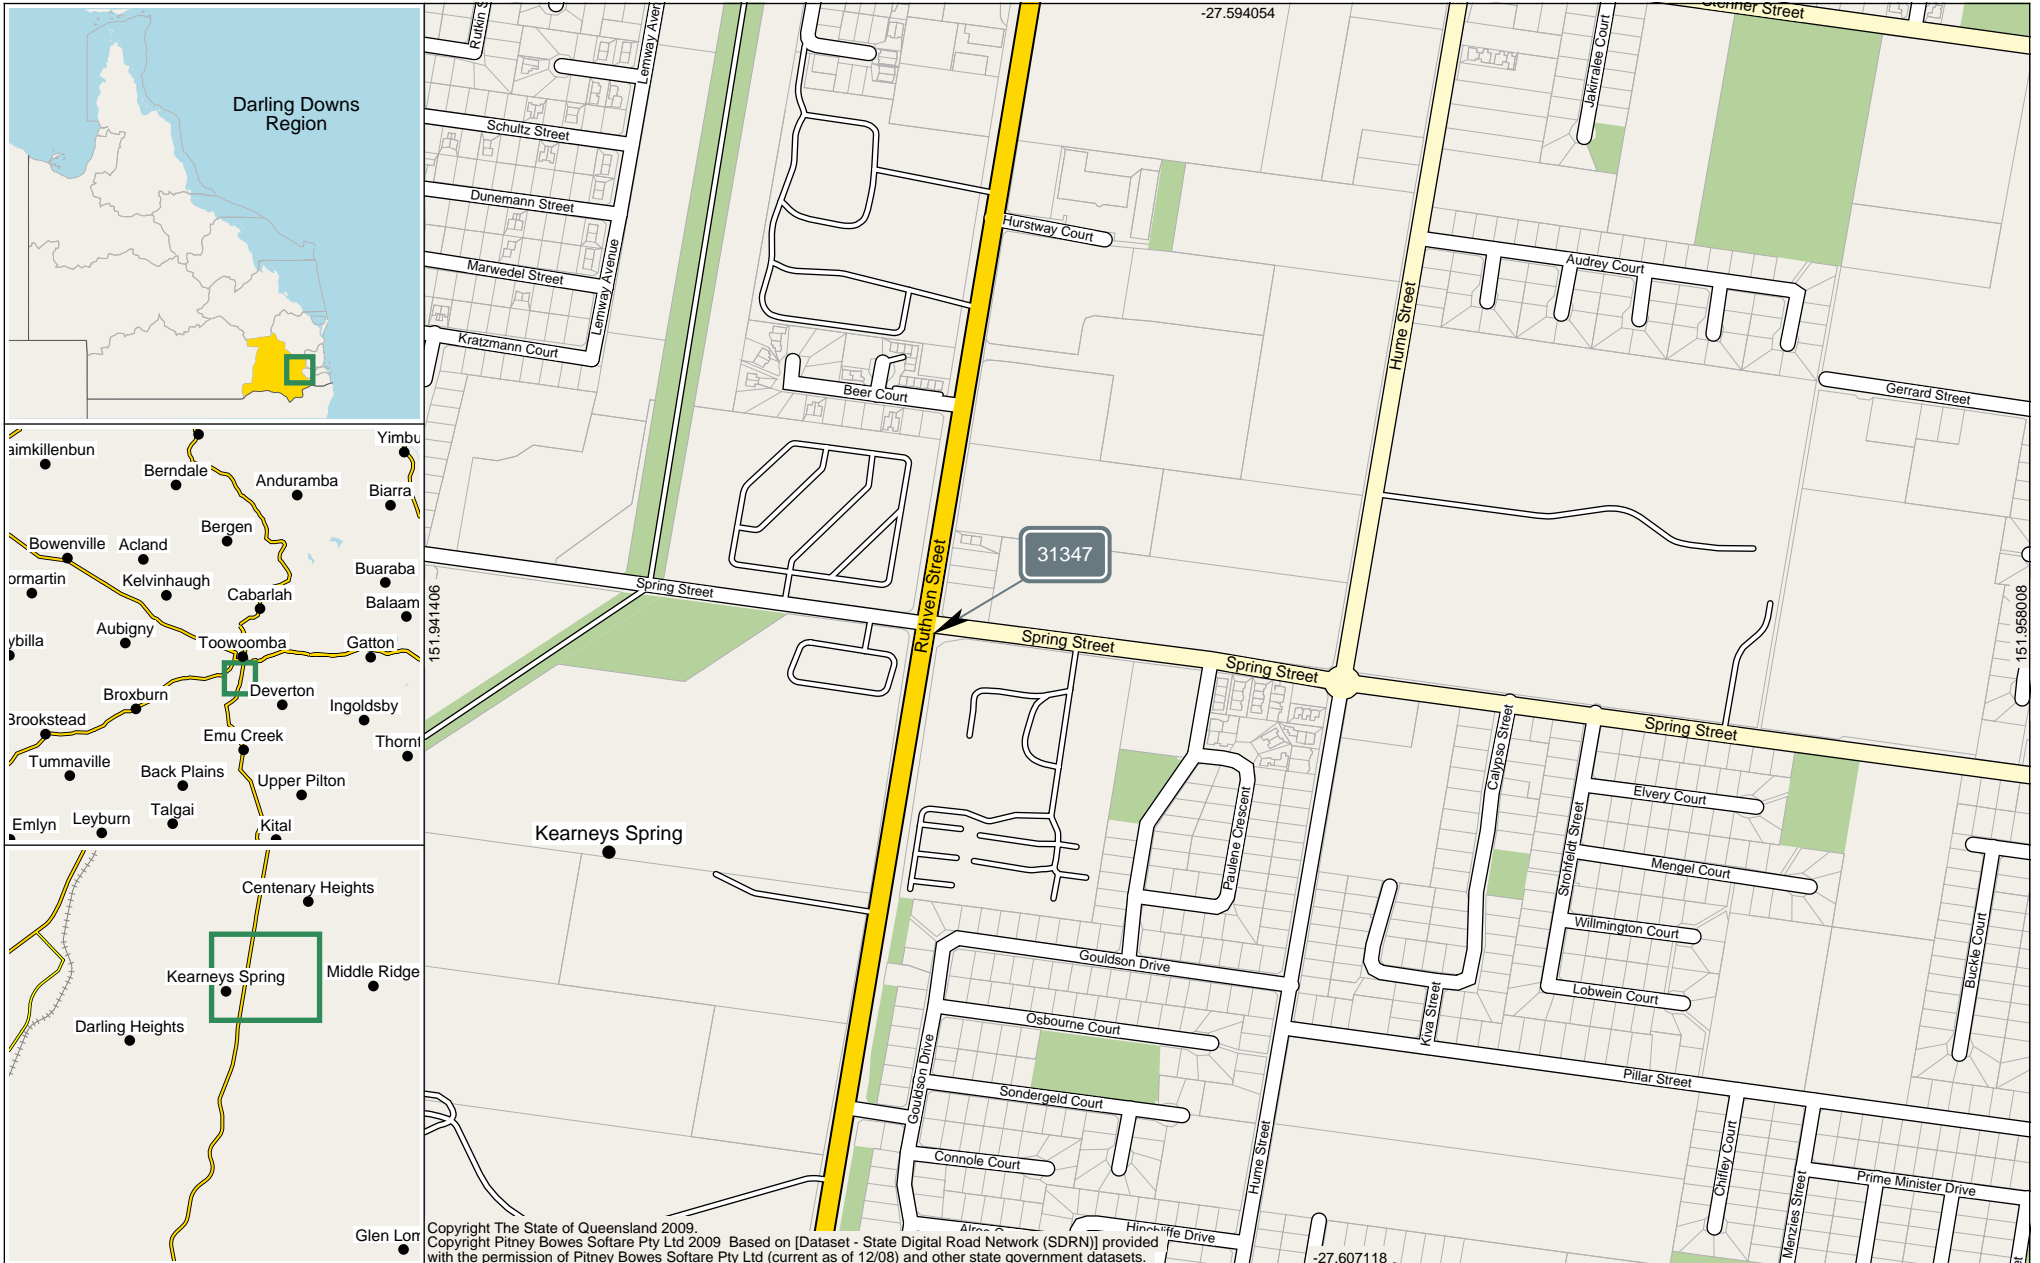 Darling Downs
Region
aimkillenbun
Yimbu
Berndale
Anduramba
Biarra
Bergen
Bowenville
Acland
Buaraba
ormartin
Kelvinhaugh
Cabarlah
Balaam
Aubigny
ybilla
Toowoomba
Gatton
Broxburn
Deverton
Ingoldsby
Brookstead
Emu Creek
Thornt
Tummaville
Back Plains
Upper Pilton
Emlyn
Leyburn
Talgai
Kital
Centenary Heights
Kearneys Spring
Middle Ridge
Darling Heights
Glen Lom
-27.594054
Stenner Street
Rutkin S
Lemway Aven
Jakirralee Court
Schultz Street
Dunemann Street
Hurstway Court
Marwedel Street
Lemway Avenue
Audrey Court
Hume Street
Kratzmann Court
Beer Court
Gerrard Street
31347
Ruthven Street
Spring Street
151.941406
151.958008
Spring Street
Spring Street
Spring Street
Calypso Street
Elvery Court
Kearneys Spring
Paulene Crescent
Strohfeldt Street
Mengel Court
Willmington Court
Buckle Court
Gouldson Drive
Lobwein Court
Kiva Street
Osbourne Court
Gouldson Drive
Pillar Street
Sondergeld Court
Connole Court
Hume Street
Chifley Court
Menzies Street
Prime Minister Drive
Hinchliffe Drive
Copyright The State of Queensland 2009.
Copyright Pitney Bowes Softare Pty Ltd 2009 Based on [Dataset - State Digital Road Network (SDRN)] provided
with the permission of Pitney Bowes Softare Pty Ltd (current as of 12/08) and other state government datasets.
-27.607118